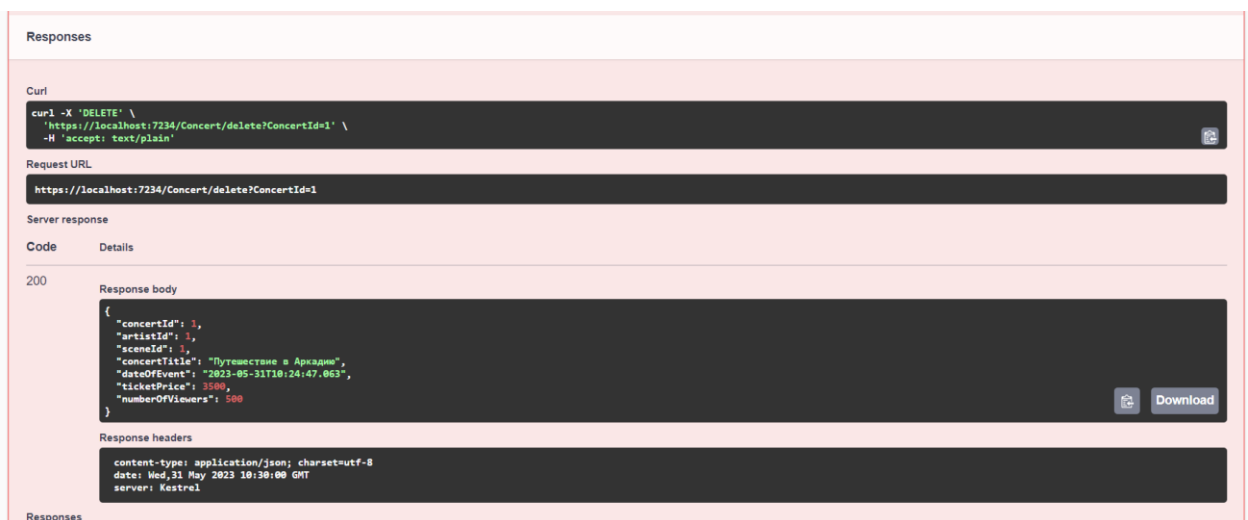 Responses
Curl
curl -X 'DELETE' \
'https://localhost:7234/Concert/delete?ConcertId=1' \
-H 'accept: text/plain'
Request URL
https://localhost:7234/Concert/delete?ConcertId=1
Server response
Code Details
200
Response body
{
"concertId": 1,
"artistId": 1,
"sceneId": 1,
"concertTitle": "Путешествие в Аркадию",
"dateOfEvent": "2023-05-31T10:24:47.063",
"ticketPrice": 3500,
"numberOfViewers": 500
}
Download
Response headers
content-type: application/json; charset=utf-8
date: Wed,31 May 2023 10:30:00 GMT
server: Kestrel
Responses